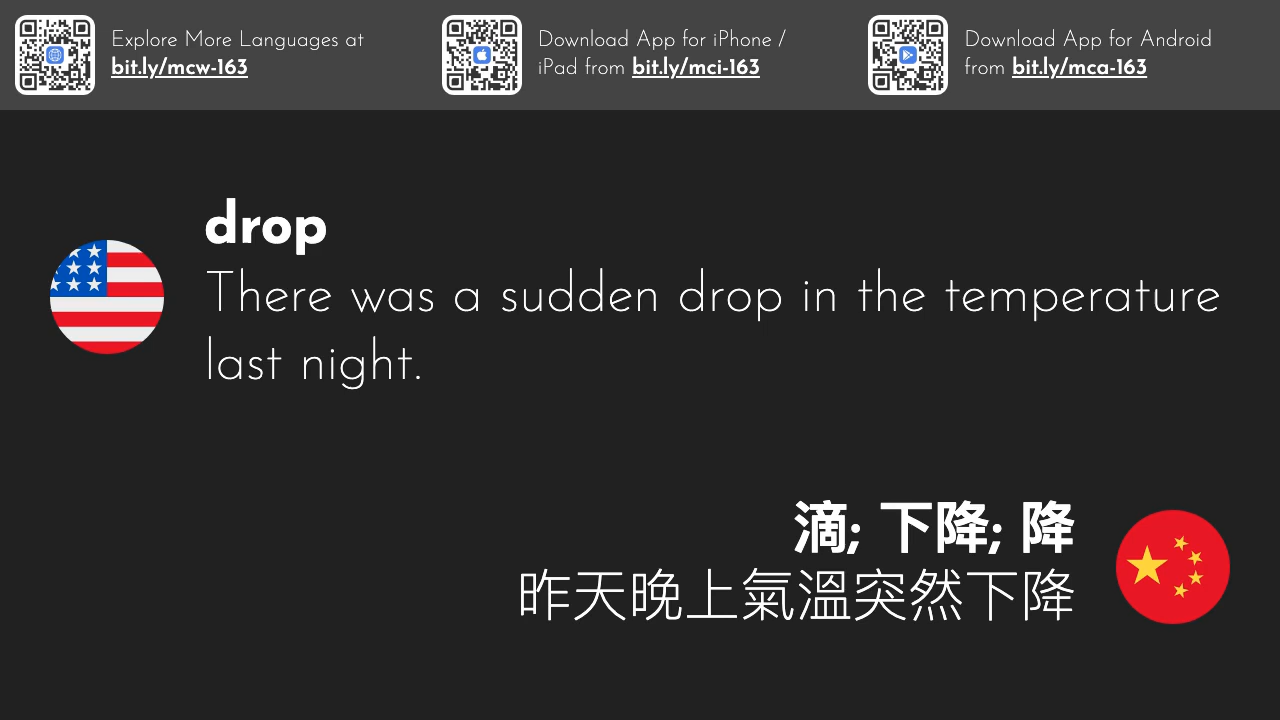 Explore More Languages at
bit.ly/mcw-163
Download App for iPhone /
iPad from bit.ly/mci-163
Download App for Android
from bit.ly/mca-163
drop
There was a sudden drop in the temperature
last night.
滴; 下降; 降
昨天晚上氣溫突然下降